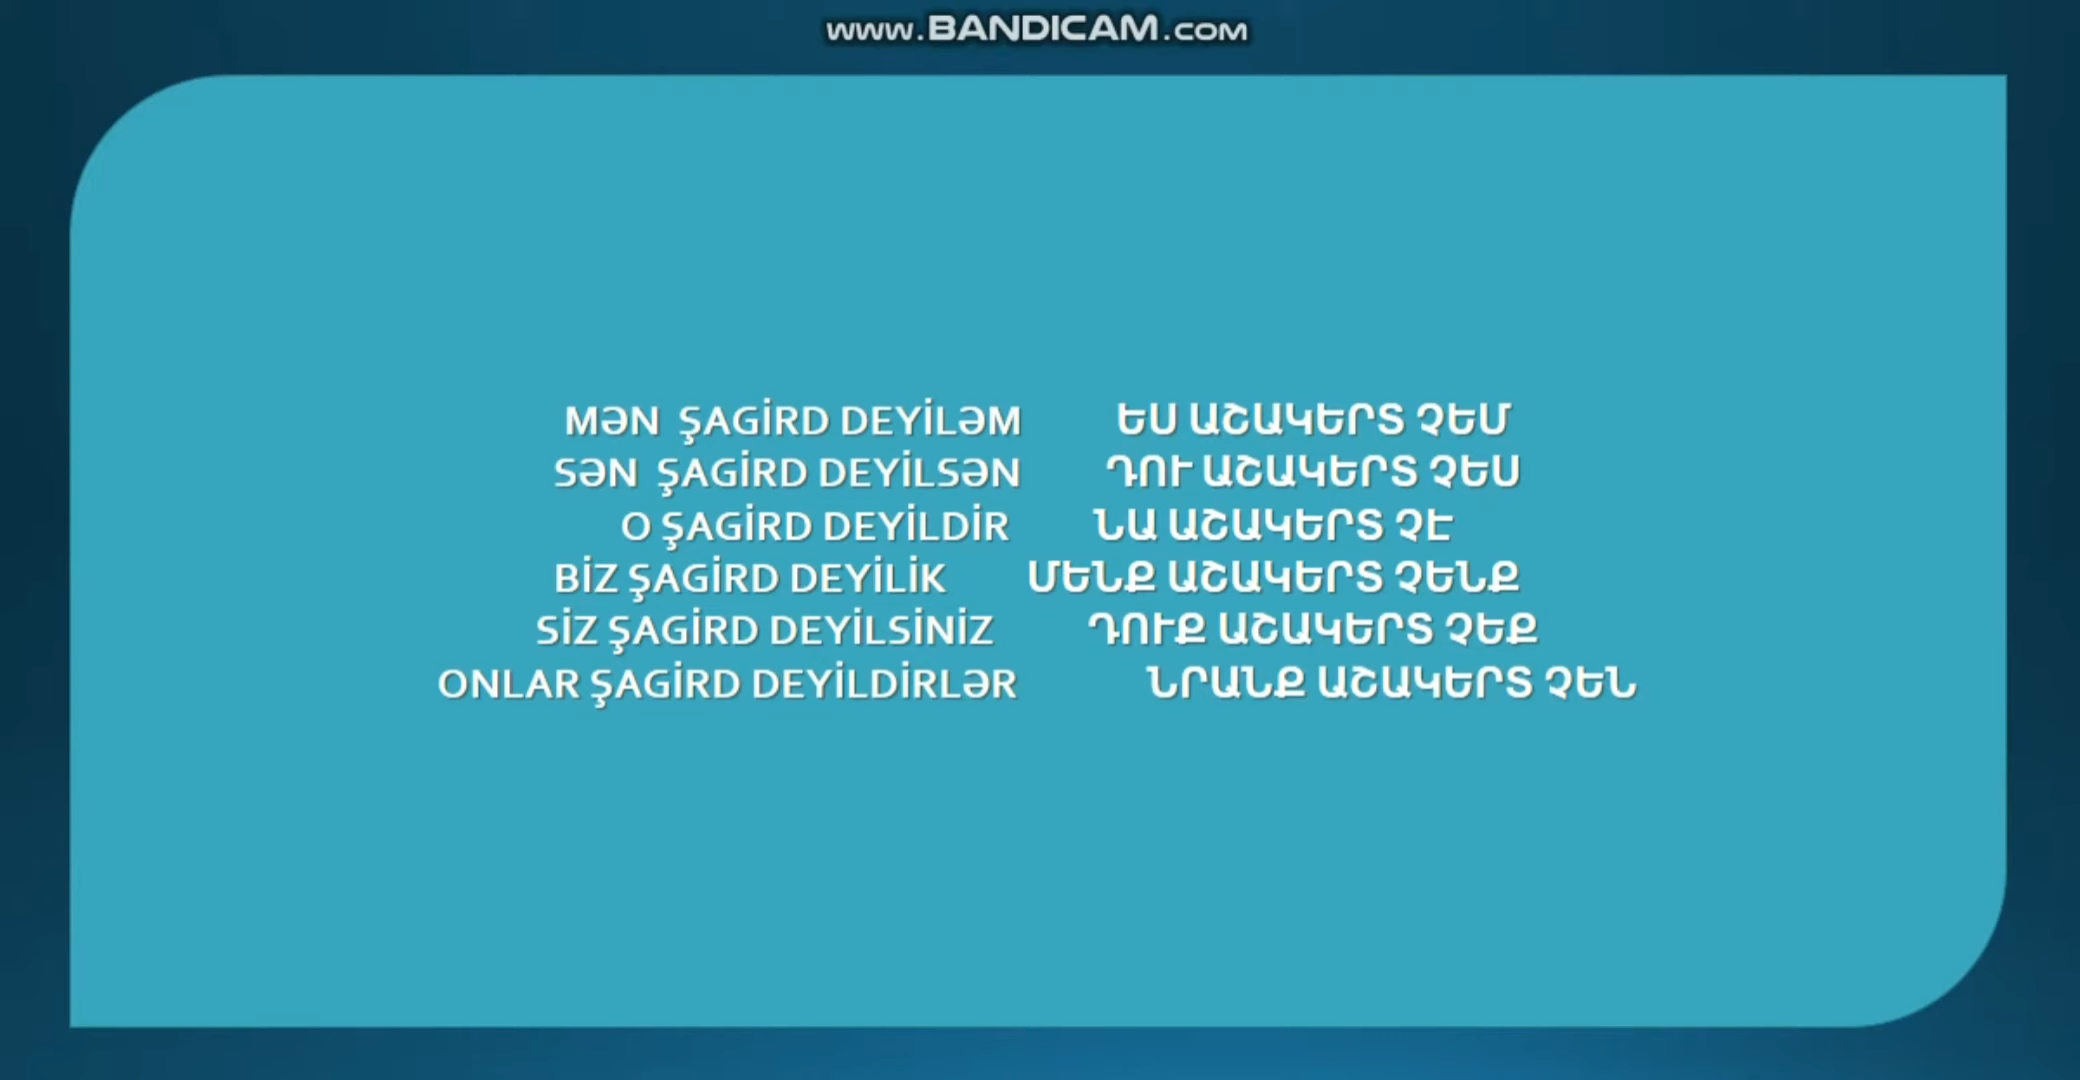 www.BANDICAM.COM
MƏN ŞAGİRD DEYİLƏM ԵՍ ԱՇԱԿԵՐՏ ՉԵՄ
SƏN ŞAGİRD DEYİLSƏN ԴՈՒ ԱՇԱԿԵՐՏ ՉԵՍ
O ŞAGİRD DEYİLDİR ՆԱ ԱՇԱԿԵՐՏ ՉԷ
BİZ ŞAGİRD DEYİLİK ՄԵՆՔ ԱՇԱԿԵՐՏ ՉԵՆՔ
SİZ ŞAGİRD DEYİLSİNİZ ԴՈՒՔ ԱՇԱԿԵՐՏ ՉԵՔ
ONLAR ŞAGİRD DEYİLDİRLƏR ՆՐԱՆՔ ԱՇԱԿԵՐՏ ՉԵՆ